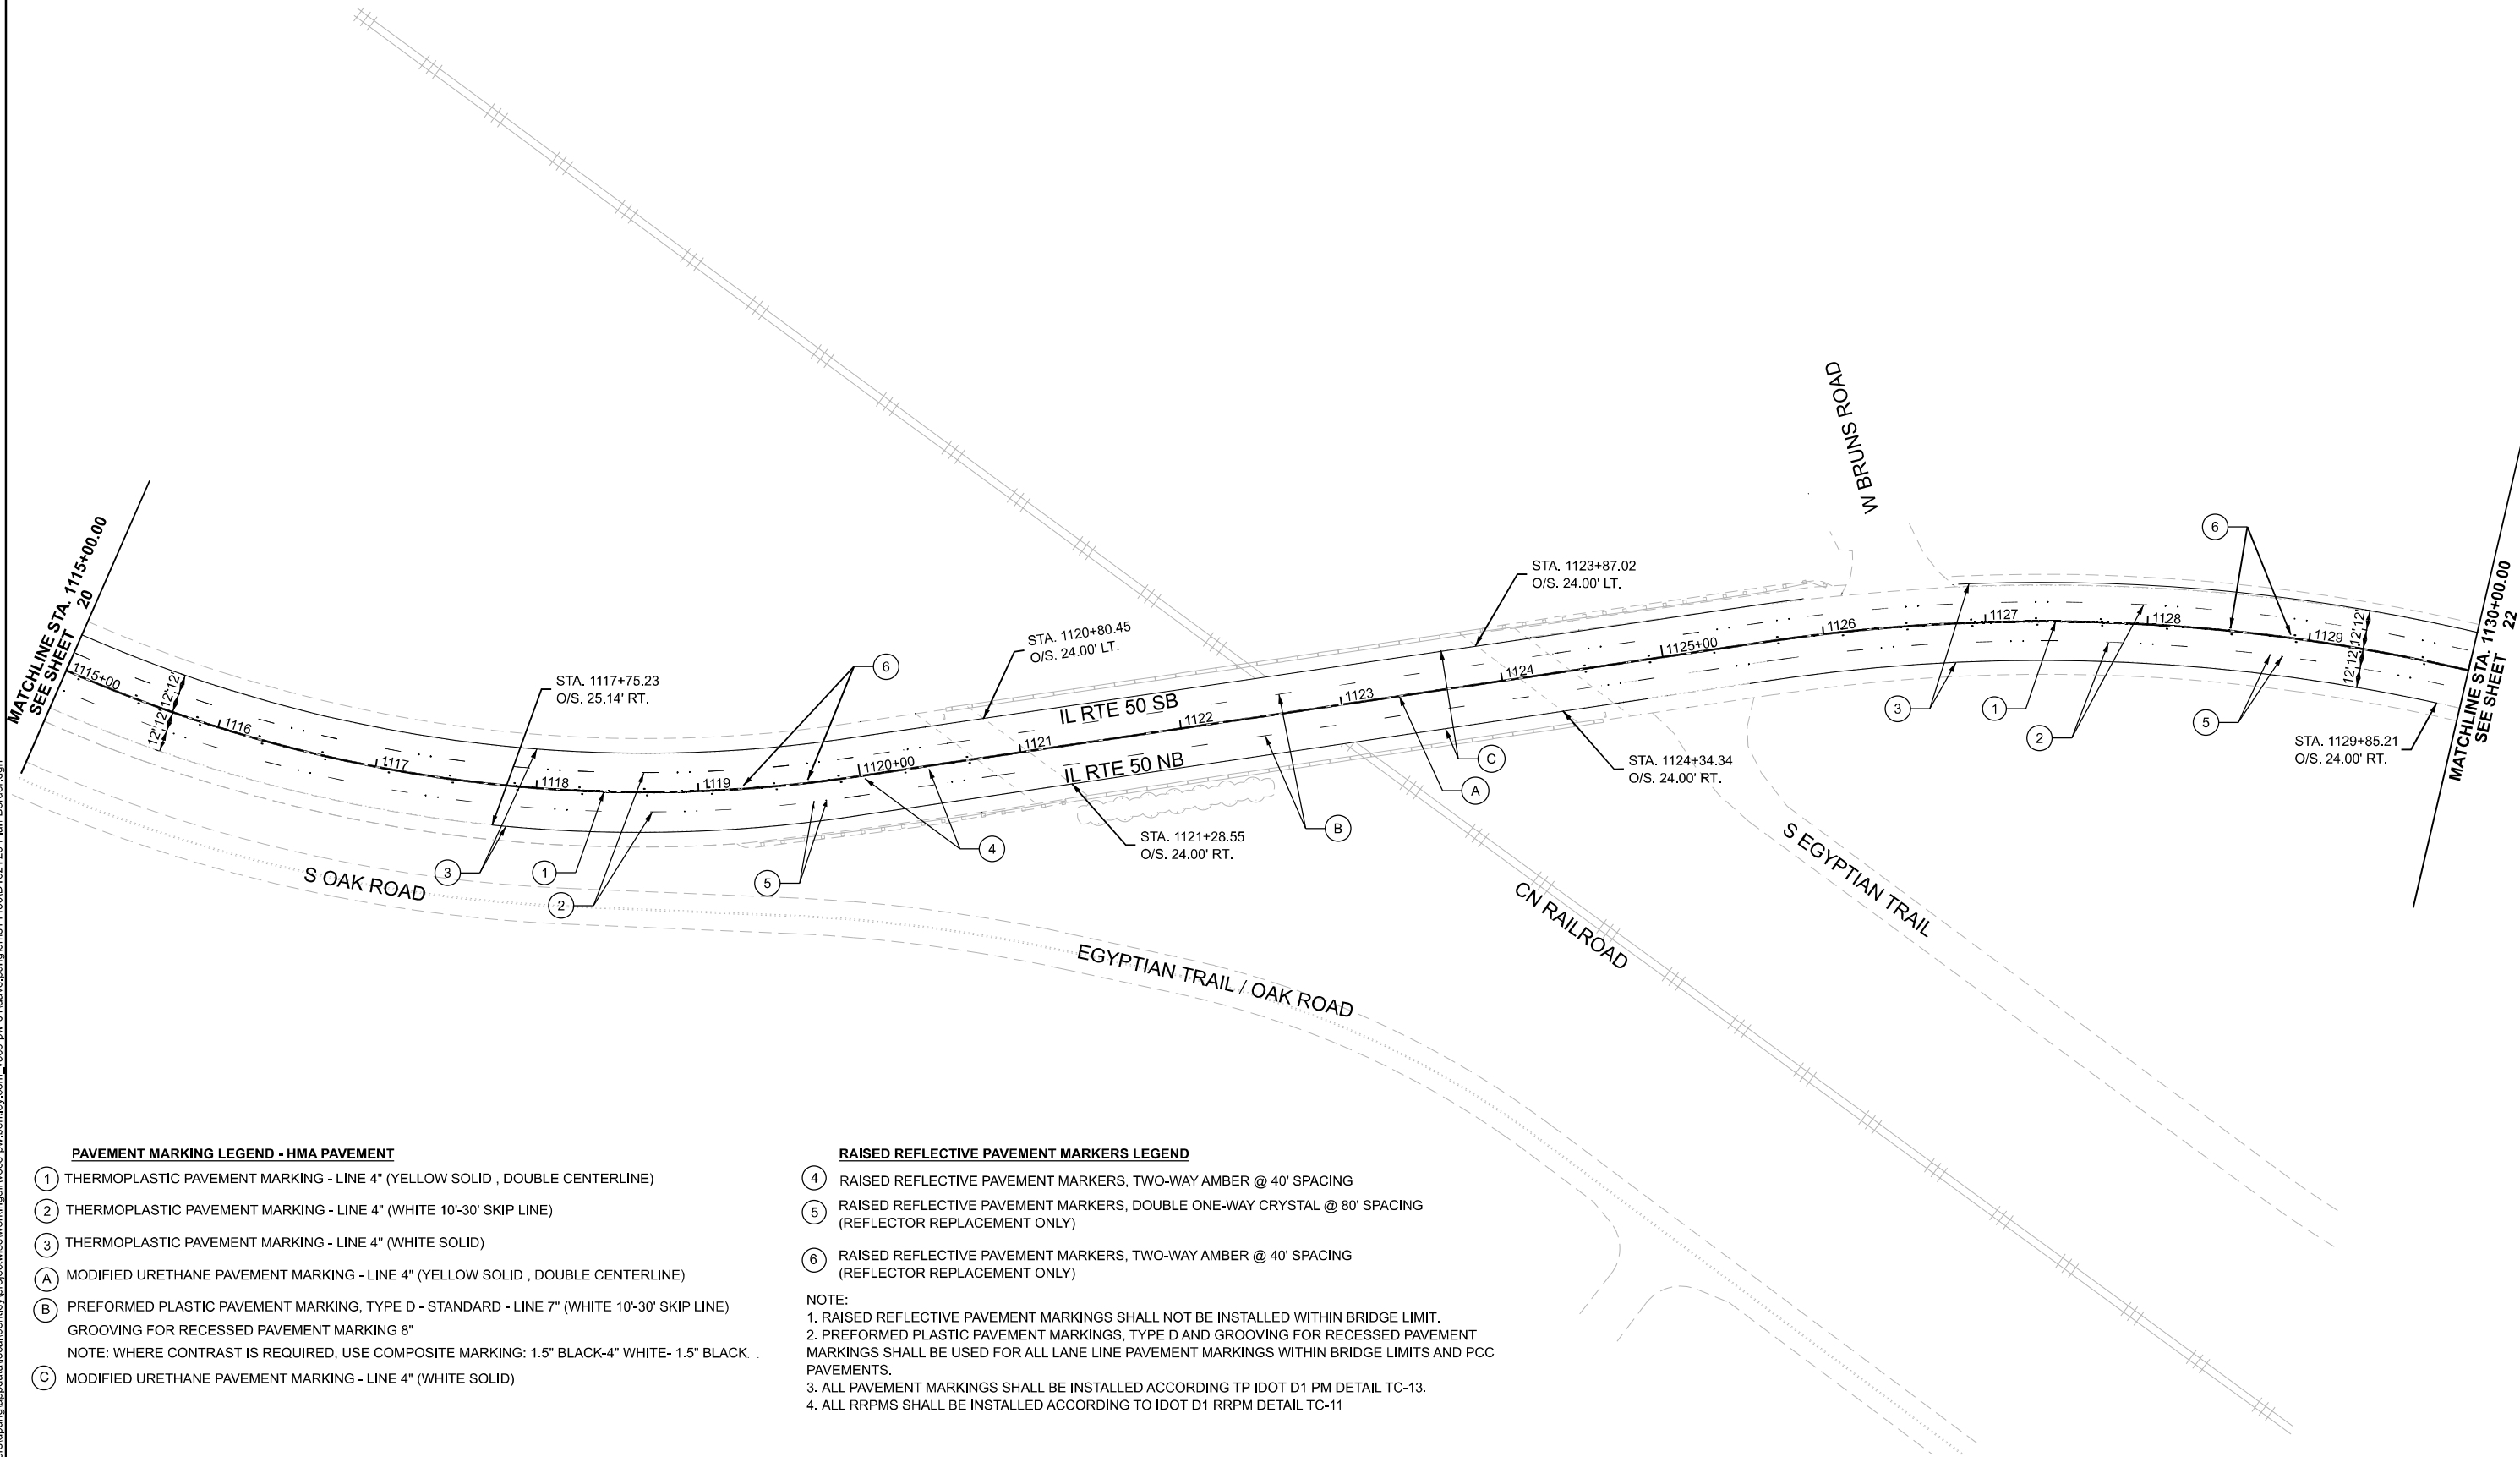 MATCHLINE STA. 1115+00.00
SEE SHEET 20
1115+00
12' 12' 12' 12'
1116
1117
1118
1119
1120+00
1121
1122
1123
1124
1125+00
1126
1127
1128
1129
12' 12' 12' 12'
MATCHLINE STA. 1130+00.00
SEE SHEET 22
STA. 1117+75.23
O/S. 25.14' RT.
STA. 1120+80.45
O/S. 24.00' LT.
STA. 1123+87.02
O/S. 24.00' LT.
STA. 1121+28.55
O/S. 24.00' RT.
STA. 1124+34.34
O/S. 24.00' RT.
STA. 1129+85.21
O/S. 24.00' RT.
IL RTE 50 SB
IL RTE 50 NB
W BRUNS ROAD
S OAK ROAD
EGYPTIAN TRAIL / OAK ROAD
CN RAILROAD
S EGYPTIAN TRAIL
3
1
2
6
5
4
B
A
C
3
1
2
6
5
PAVEMENT MARKING LEGEND - HMA PAVEMENT
1 THERMOPLASTIC PAVEMENT MARKING - LINE 4" (YELLOW SOLID , DOUBLE CENTERLINE)
2 THERMOPLASTIC PAVEMENT MARKING - LINE 4" (WHITE 10'-30' SKIP LINE)
3 THERMOPLASTIC PAVEMENT MARKING - LINE 4" (WHITE SOLID)
A MODIFIED URETHANE PAVEMENT MARKING - LINE 4" (YELLOW SOLID , DOUBLE CENTERLINE)
B PREFORMED PLASTIC PAVEMENT MARKING, TYPE D - STANDARD - LINE 7" (WHITE 10'-30' SKIP LINE)
GROOVING FOR RECESSED PAVEMENT MARKING 8"
NOTE: WHERE CONTRAST IS REQUIRED, USE COMPOSITE MARKING: 1.5" BLACK-4" WHITE- 1.5" BLACK.
C MODIFIED URETHANE PAVEMENT MARKING - LINE 4" (WHITE SOLID)
RAISED REFLECTIVE PAVEMENT MARKERS LEGEND
4 RAISED REFLECTIVE PAVEMENT MARKERS, TWO-WAY AMBER @ 40' SPACING
5 RAISED REFLECTIVE PAVEMENT MARKERS, DOUBLE ONE-WAY CRYSTAL @ 80' SPACING
(REFLECTOR REPLACEMENT ONLY)
6 RAISED REFLECTIVE PAVEMENT MARKERS, TWO-WAY AMBER @ 40' SPACING
(REFLECTOR REPLACEMENT ONLY)
NOTE:
1. RAISED REFLECTIVE PAVEMENT MARKINGS SHALL NOT BE INSTALLED WITHIN BRIDGE LIMIT.
2. PREFORMED PLASTIC PAVEMENT MARKINGS, TYPE D AND GROOVING FOR RECESSED PAVEMENT
MARKINGS SHALL BE USED FOR ALL LANE LINE PAVEMENT MARKINGS WITHIN BRIDGE LIMITS AND PCC
PAVEMENTS.
3. ALL PAVEMENT MARKINGS SHALL BE INSTALLED ACCORDING TP IDOT D1 PM DETAIL TC-13.
4. ALL RRPMS SHALL BE INSTALLED ACCORDING TO IDOT D1 RRPM DETAIL TC-11